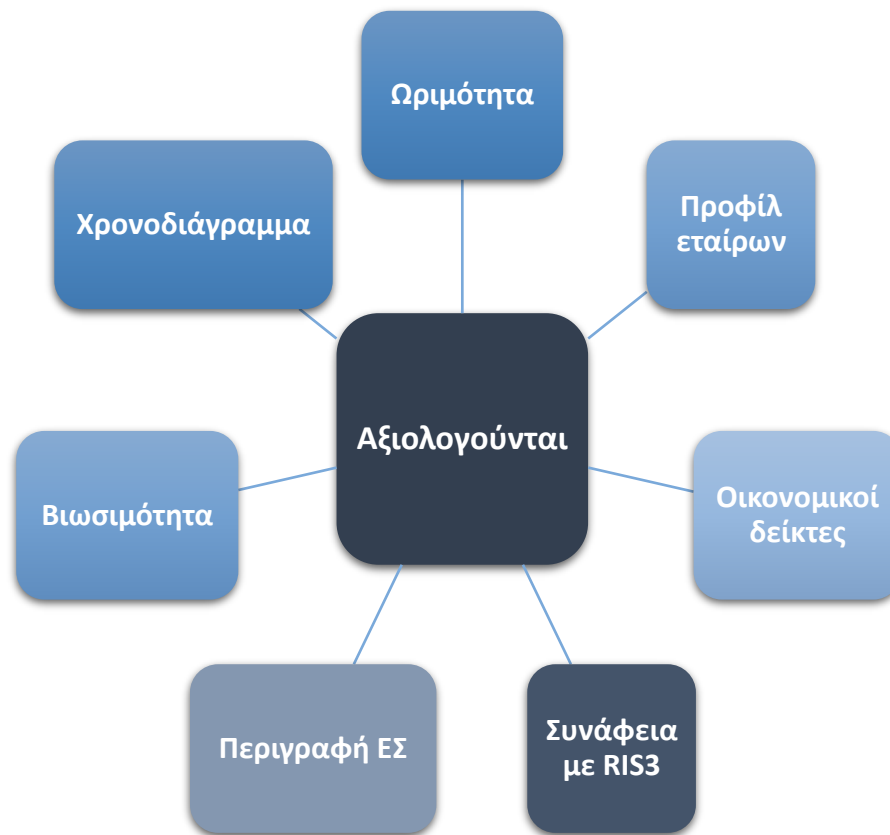 Ωριμότητα
Προφίλ
εταίρων
Χρονοδιάγραμμα
Αξιολογούνται
Οικονομικοί
δείκτες
Βιωσιμότητα
Συνάφεια
με RIS3
Περιγραφή ΕΣ